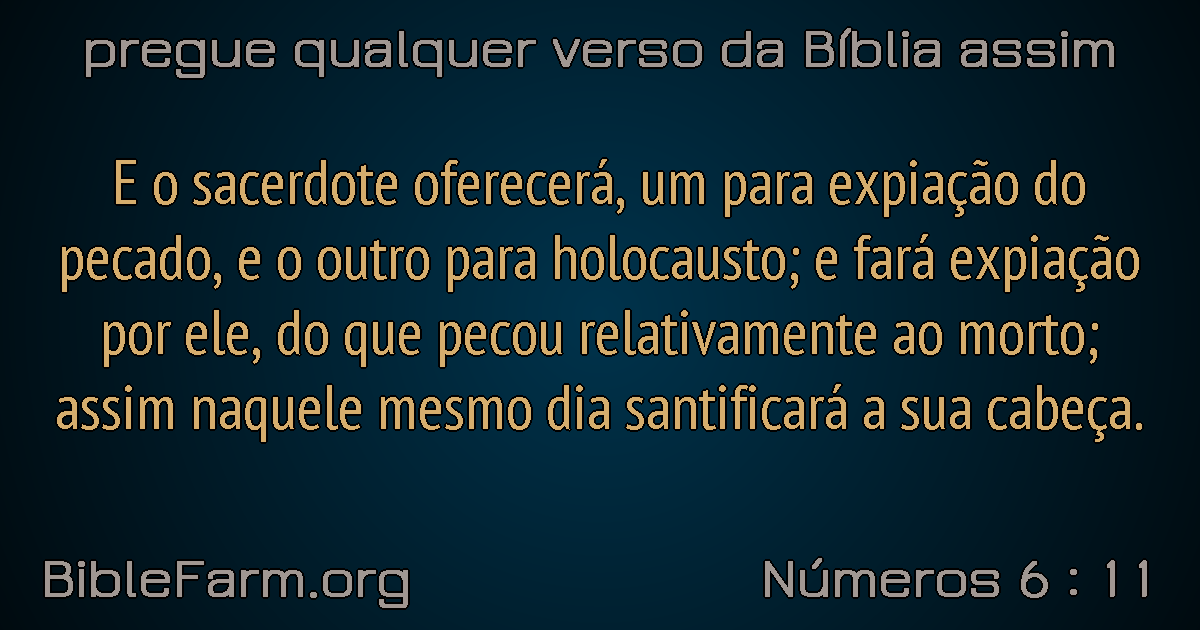 pregue qualquer verso da Bíblia assim
E o sacerdote oferecerá, um para expiação do
pecado, e o outro para holocausto; e fará expiação
por ele, do que pecou relativamente ao morto;
assim naquele mesmo dia santificará a sua cabeça.
BibleFarm.org
Números 6 : 11